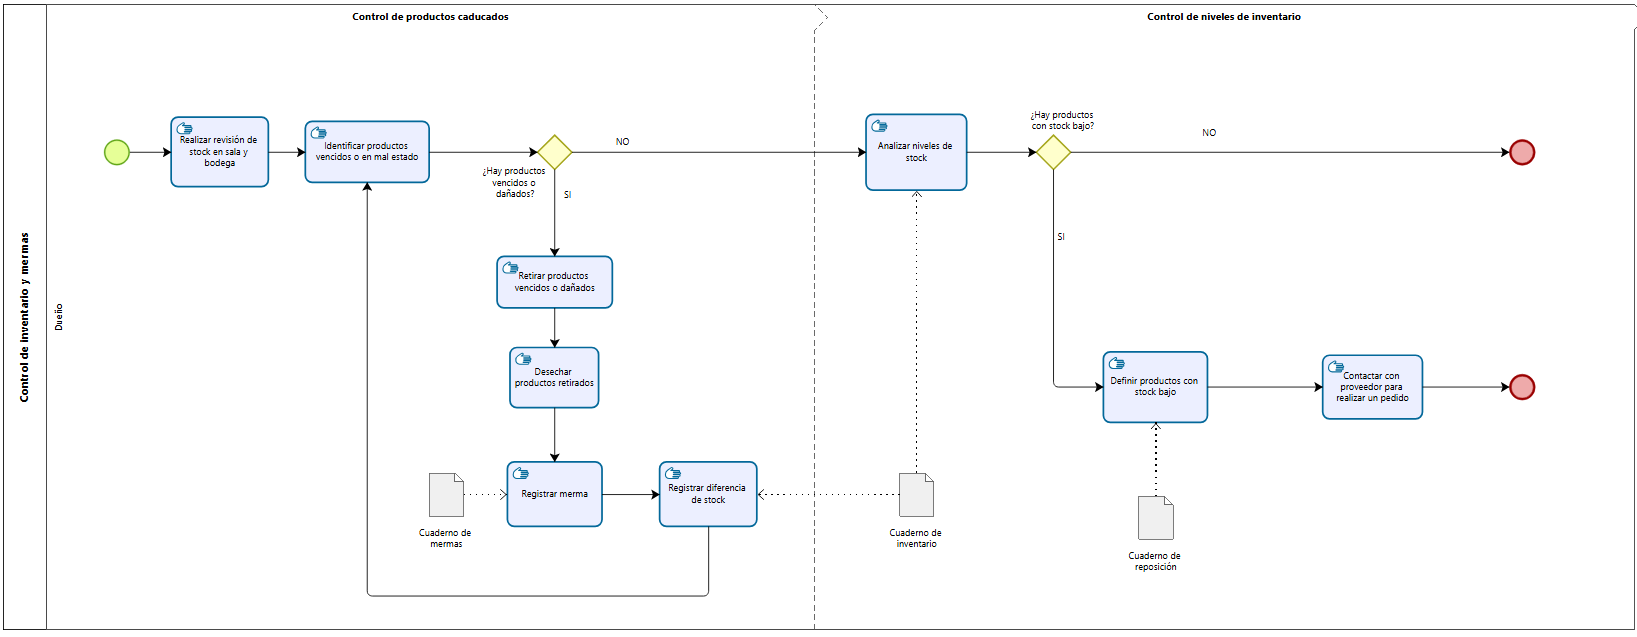 Control de productos caducados
Control de niveles de inventario
Control de inventario y mermas
Dueño
Realizar revisión de
stock en sala y
bodega
Identificar productos
vencidos o en mal estado
¿Hay productos
vencidos o
dañados?
NO
SI
Retirar productos
vencidos o dañados
Desechar
productos retirados
Registrar merma
Cuaderno de
mermas
Registrar diferencia
de stock
Analizar niveles de
stock
Cuaderno de
inventario
¿Hay productos
con stock bajo?
NO
SI
Definir productos con
stock bajo
Cuaderno de
reposición
Contactar con
proveedor para
realizar un pedido